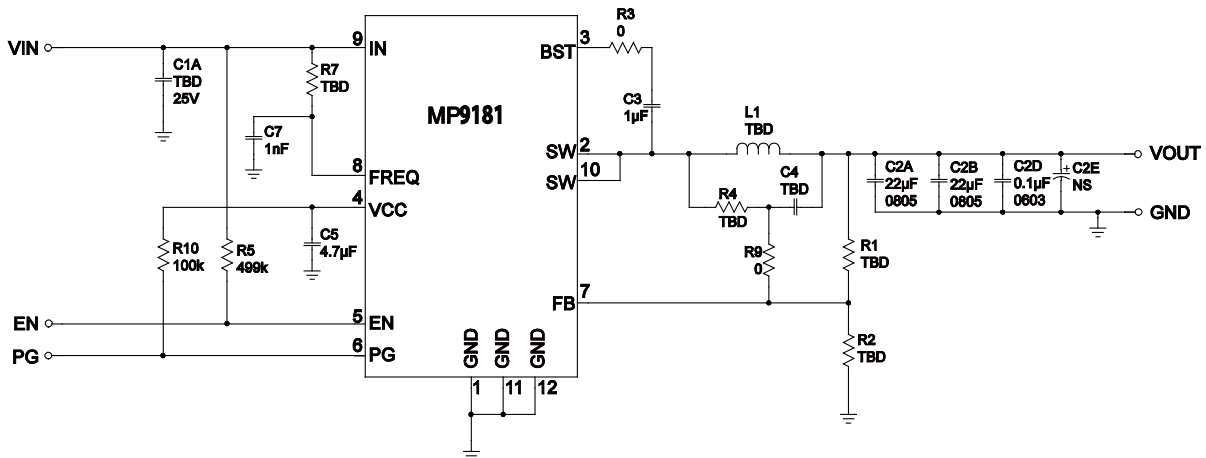 VIN
C1A
TBD
25V
R7
TBD
C7
1nF
9
IN
8
FREQ
4
VCC
R10
100k
R5
499k
C5
4.7μF
EN
5
EN
PG
6
PG
MP9181
GND
GND
GND
1
11
12
BST
3
R3
0
C3
1μF
SW
2
SW
10
L1
TBD
R4
TBD
C4
TBD
R9
0
FB
7
R1
TBD
R2
TBD
C2A
22μF
0805
C2B
22μF
0805
C2D
0.1μF
0603
+
C2E
NS
VOUT
GND